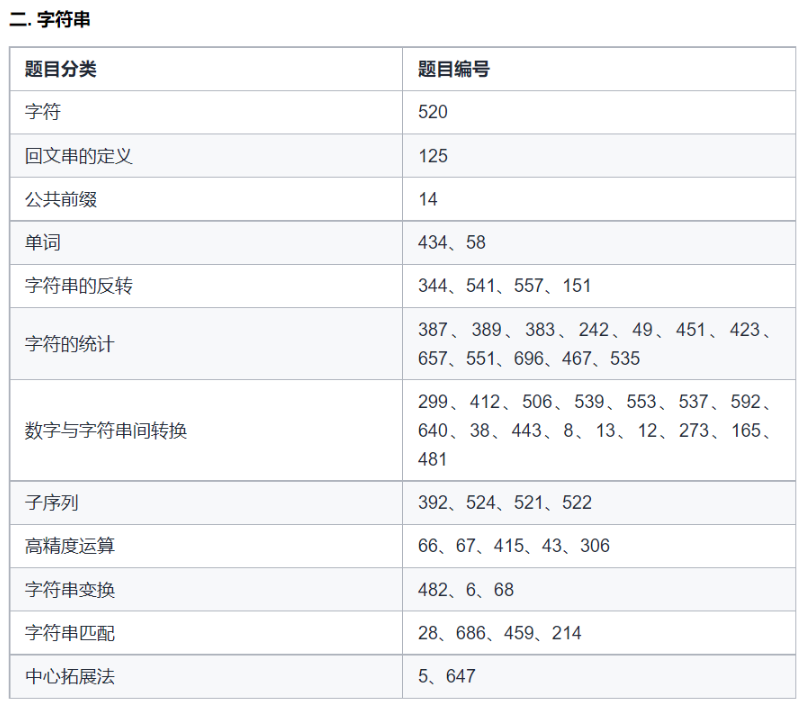 二. 字符串
题目分类 题目编号
字符 520
回文串的定义 125
公共前缀 14
单词 434、58
字符串的反转 344、541、557、151
字符的统计 387、389、383、242、49、451、423、
657、551、696、467、535
数字与字符串间转换 299、412、506、539、553、537、592、
640、38、443、8、13、12、273、165、
481
子序列 392、524、521、522
高精度运算 66、67、415、43、306
字符串变换 482、6、68
字符串匹配 28、686、459、214
中心拓展法 5、647